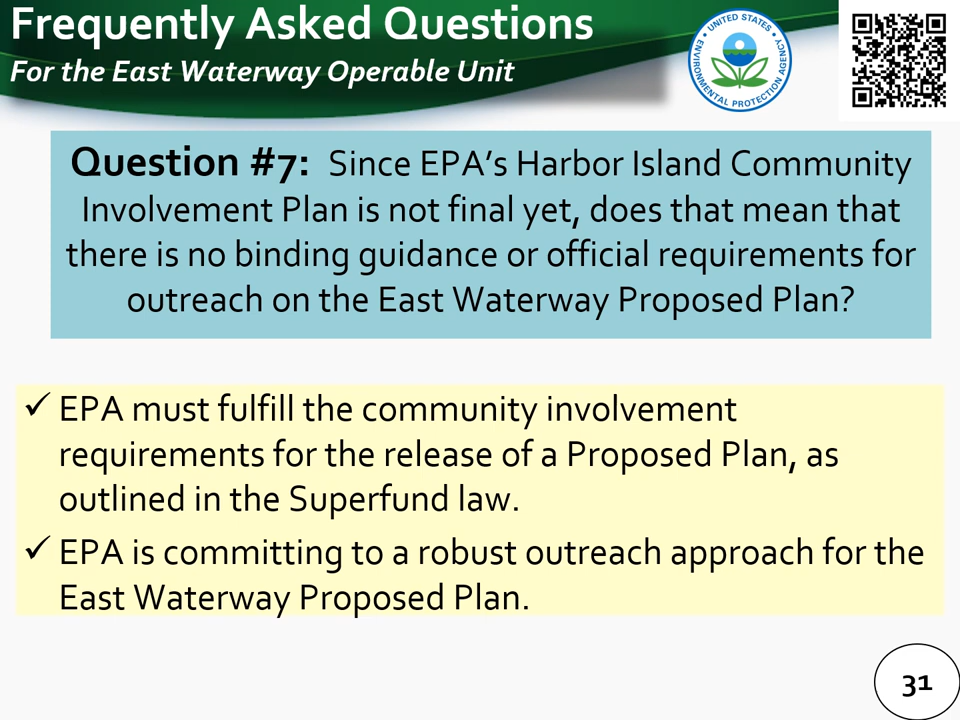 Frequently Asked Questions
For the East Waterway Operable Unit
UNITED STATES
ENVIRONMENTAL PROTECTION AGENCY
Question #7: Since EPA’s Harbor Island Community
Involvement Plan is not final yet, does that mean that
there is no binding guidance or official requirements for
outreach on the East Waterway Proposed Plan?
✓ EPA must fulfill the community involvement
requirements for the release of a Proposed Plan, as
outlined in the Superfund law.
✓ EPA is committing to a robust outreach approach for the
East Waterway Proposed Plan.
31